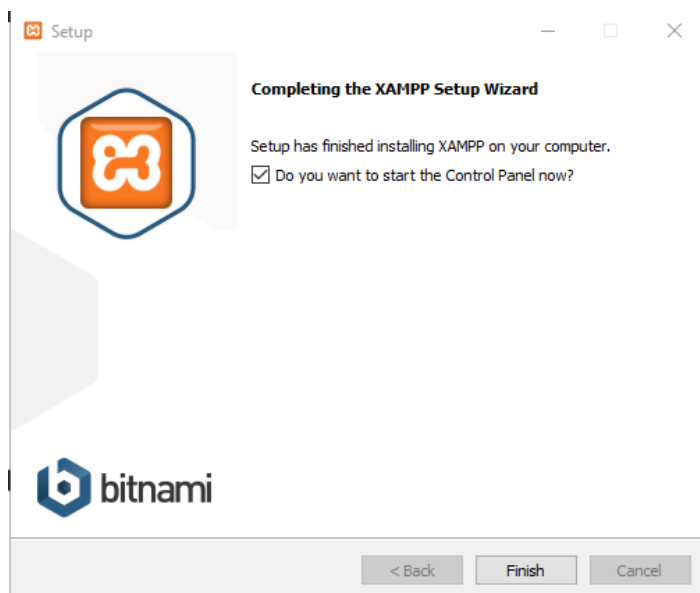 Setup
Completing the XAMPP Setup Wizard
Setup has finished installing XAMPP on your computer.
Do you want to start the Control Panel now?
bitnami
< Back
Finish
Cancel